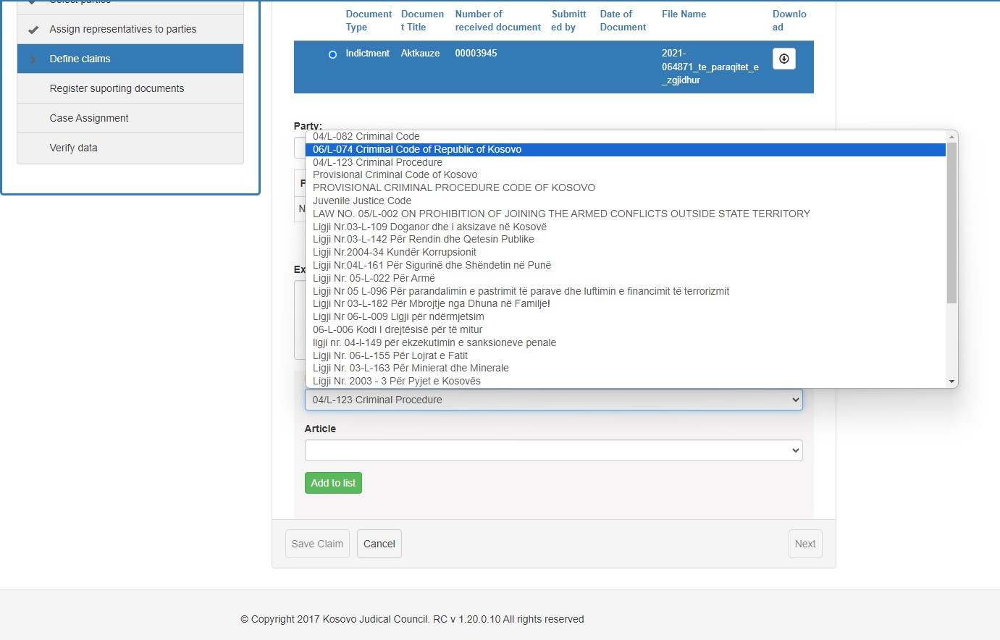 Select parties
Assign representatives to parties
Define claims
Register suporting documents
Case Assignment
Verify data
Document Type
Document Title
Number of received document
Submitted by
Date of Document
File Name
Download
Indictment
Aktkauze
00003945
2021-
064871_te_paraqitet_e
_zgjidhur
Party:
04/L-082 Criminal Code
06/L-074 Criminal Code of Republic of Kosovo
04/L-123 Criminal Procedure
Provisional Criminal Code of Kosovo
PROVISIONAL CRIMINAL PROCEDURE CODE OF KOSOVO
Juvenile Justice Code
LAW NO. 05/L-002 ON PROHIBITION OF JOINING THE ARMED CONFLICTS OUTSIDE STATE TERRITORY
Ligji Nr.03-L-109 Doganor dhe i aksizave në Kosovë
Ligji Nr.03-L-142 Për Rendin dhe Qetesin Publike
Ligji Nr.2004-34 Kundër Korrupsionit
Ligji Nr.04L-161 Për Sigurinë dhe Shëndetin në Punë
Ligji Nr. 05-L-022 Për Armë
Ligji Nr 05 L-096 Për parandalimin e pastrimit të parave dhe luftimin e financimit të terrorizmit
Ligji Nr 03-L-182 Për Mbrojtje nga Dhuna në Familje!
Ligji Nr 06-L-009 Ligji për ndërmjetsim
06-L-006 Kodi I drejtësisë për të mitur
ligji nr. 04-l-149 për ekzekutimin e sanksioneve penale
Ligji Nr. 06-L-155 Për Lojrat e Fatit
Ligji Nr. 03-L-163 Për Minierat dhe Minerale
Ligji Nr. 2003 - 3 Për Pyjet e Kosovës
04/L-123 Criminal Procedure
Article
Add to list
Save Claim
Cancel
Next
© Copyright 2017 Kosovo Judical Council. RC v 1.20.0.10 All rights reserved